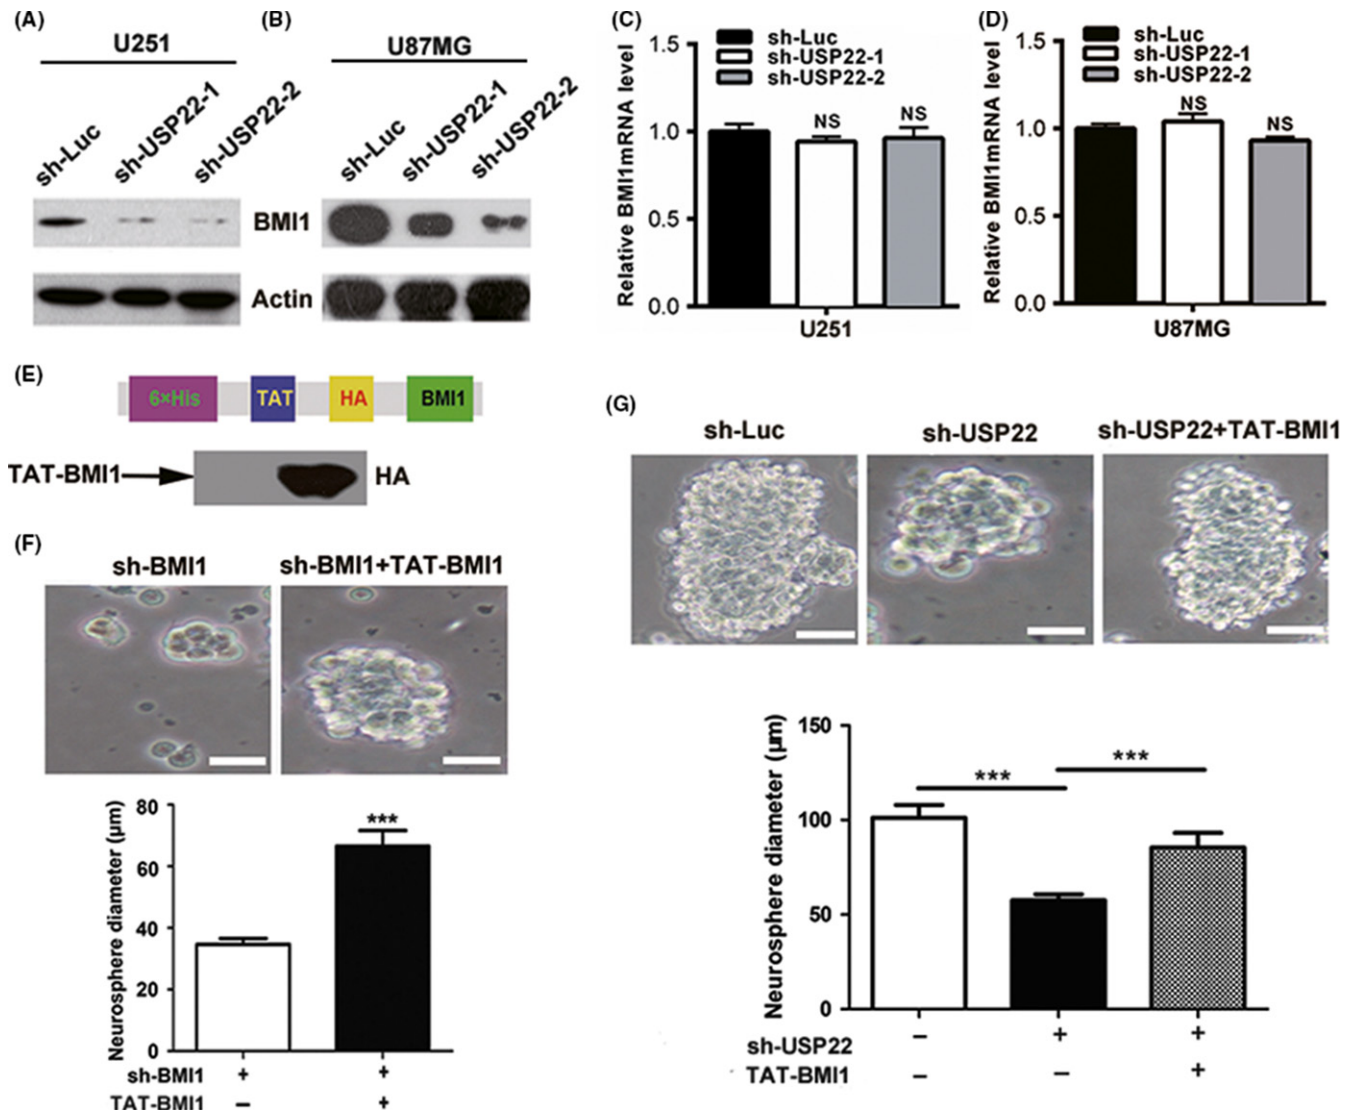 (A)
U251
sh-Luc
sh-USP22-1
sh-USP22-2
(B)
U87MG
sh-Luc
sh-USP22-1
sh-USP22-2
BMI1
Actin
(C)
sh-Luc
sh-USP22-1
sh-USP22-2
Relative BMI1mRNA level
1.5
1.0
0.5
0.0
NS
NS
U251
(D)
sh-Luc
sh-USP22-1
sh-USP22-2
Relative BMI1mRNA level
1.5
1.0
0.5
0.0
NS
NS
U87MG
(E)
6×His
TAT
HA
BMI1
TAT-BMI1
HA
(F)
sh-BMI1
sh-BMI1+TAT-BMI1
Neurosphere diameter (µm)
80
60
40
20
0
***
sh-BMI1 + +
TAT-BMI1 − +
(G)
sh-Luc
sh-USP22
sh-USP22+TAT-BMI1
Neurosphere diameter (µm)
150
100
50
0
***
***
sh-USP22 − + +
TAT-BMI1 − − +